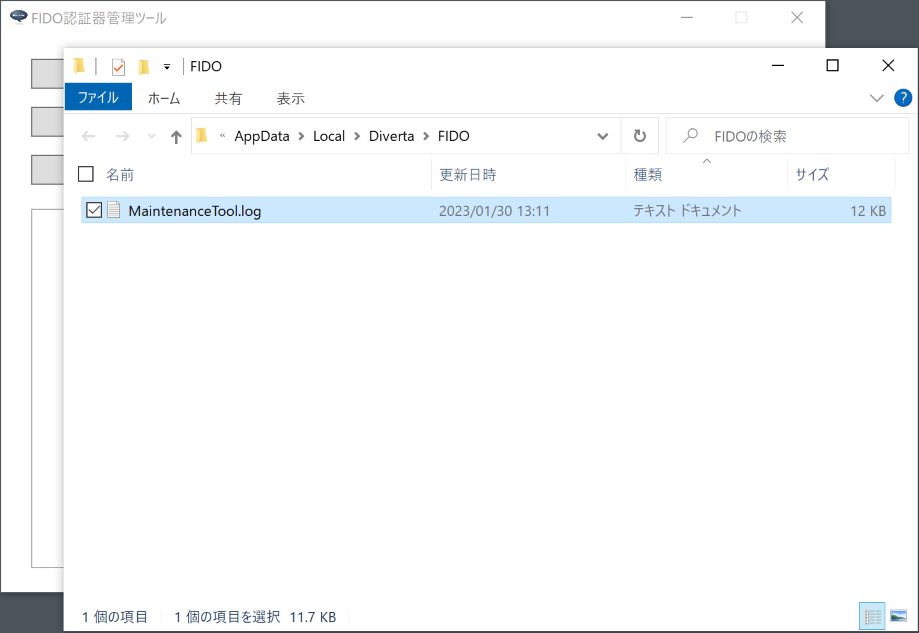 FIDO認証器管理ツール
FIDO
ファイル ホーム 共有 表示
« AppData > Local > Diverta > FIDO FIDOの検索
名前 更新日時 種類 サイズ
MaintenanceTool.log 2023/01/30 13:11 テキスト ドキュメント 12 KB
1 個の項目 1 個の項目を選択 11.7 KB